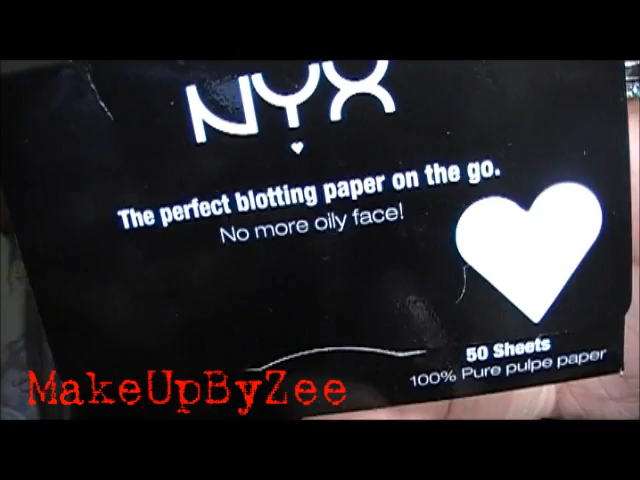 NYX
The perfect blotting paper on the go.
No more oily face!
50 Sheets
100% Pure pulpe paper
MakeUpByZee